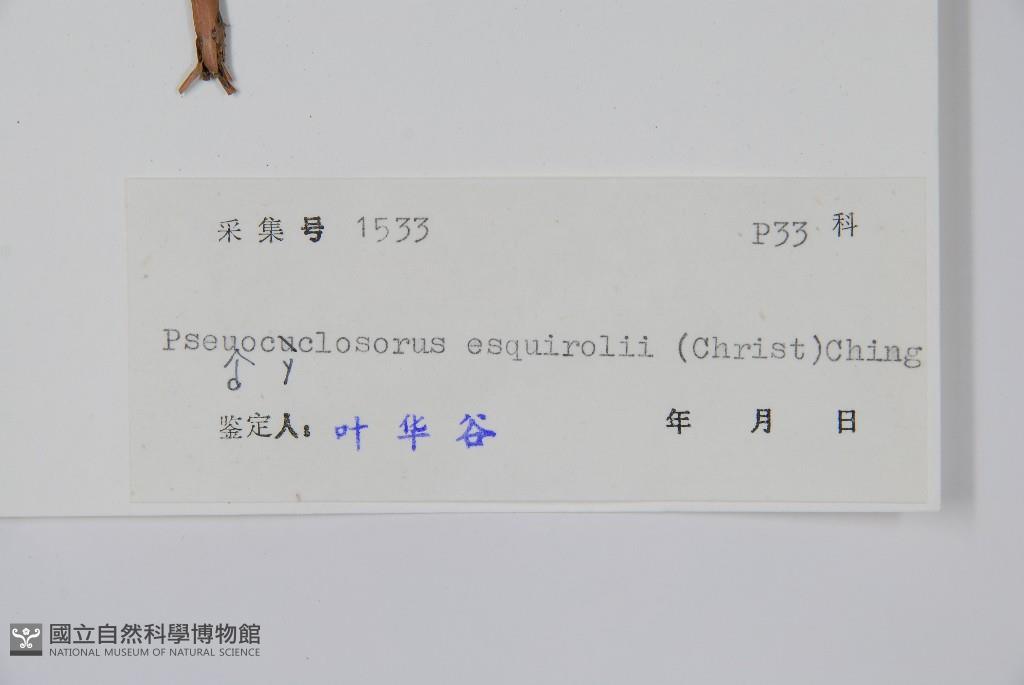 采集号 1533 P33 科
Pseuocuclosorus esquirolii (Christ)Ching
d y
鉴定人: 叶华谷 年 月 日
國立自然科學博物館
NATIONAL MUSEUM OF NATURAL SCIENCE